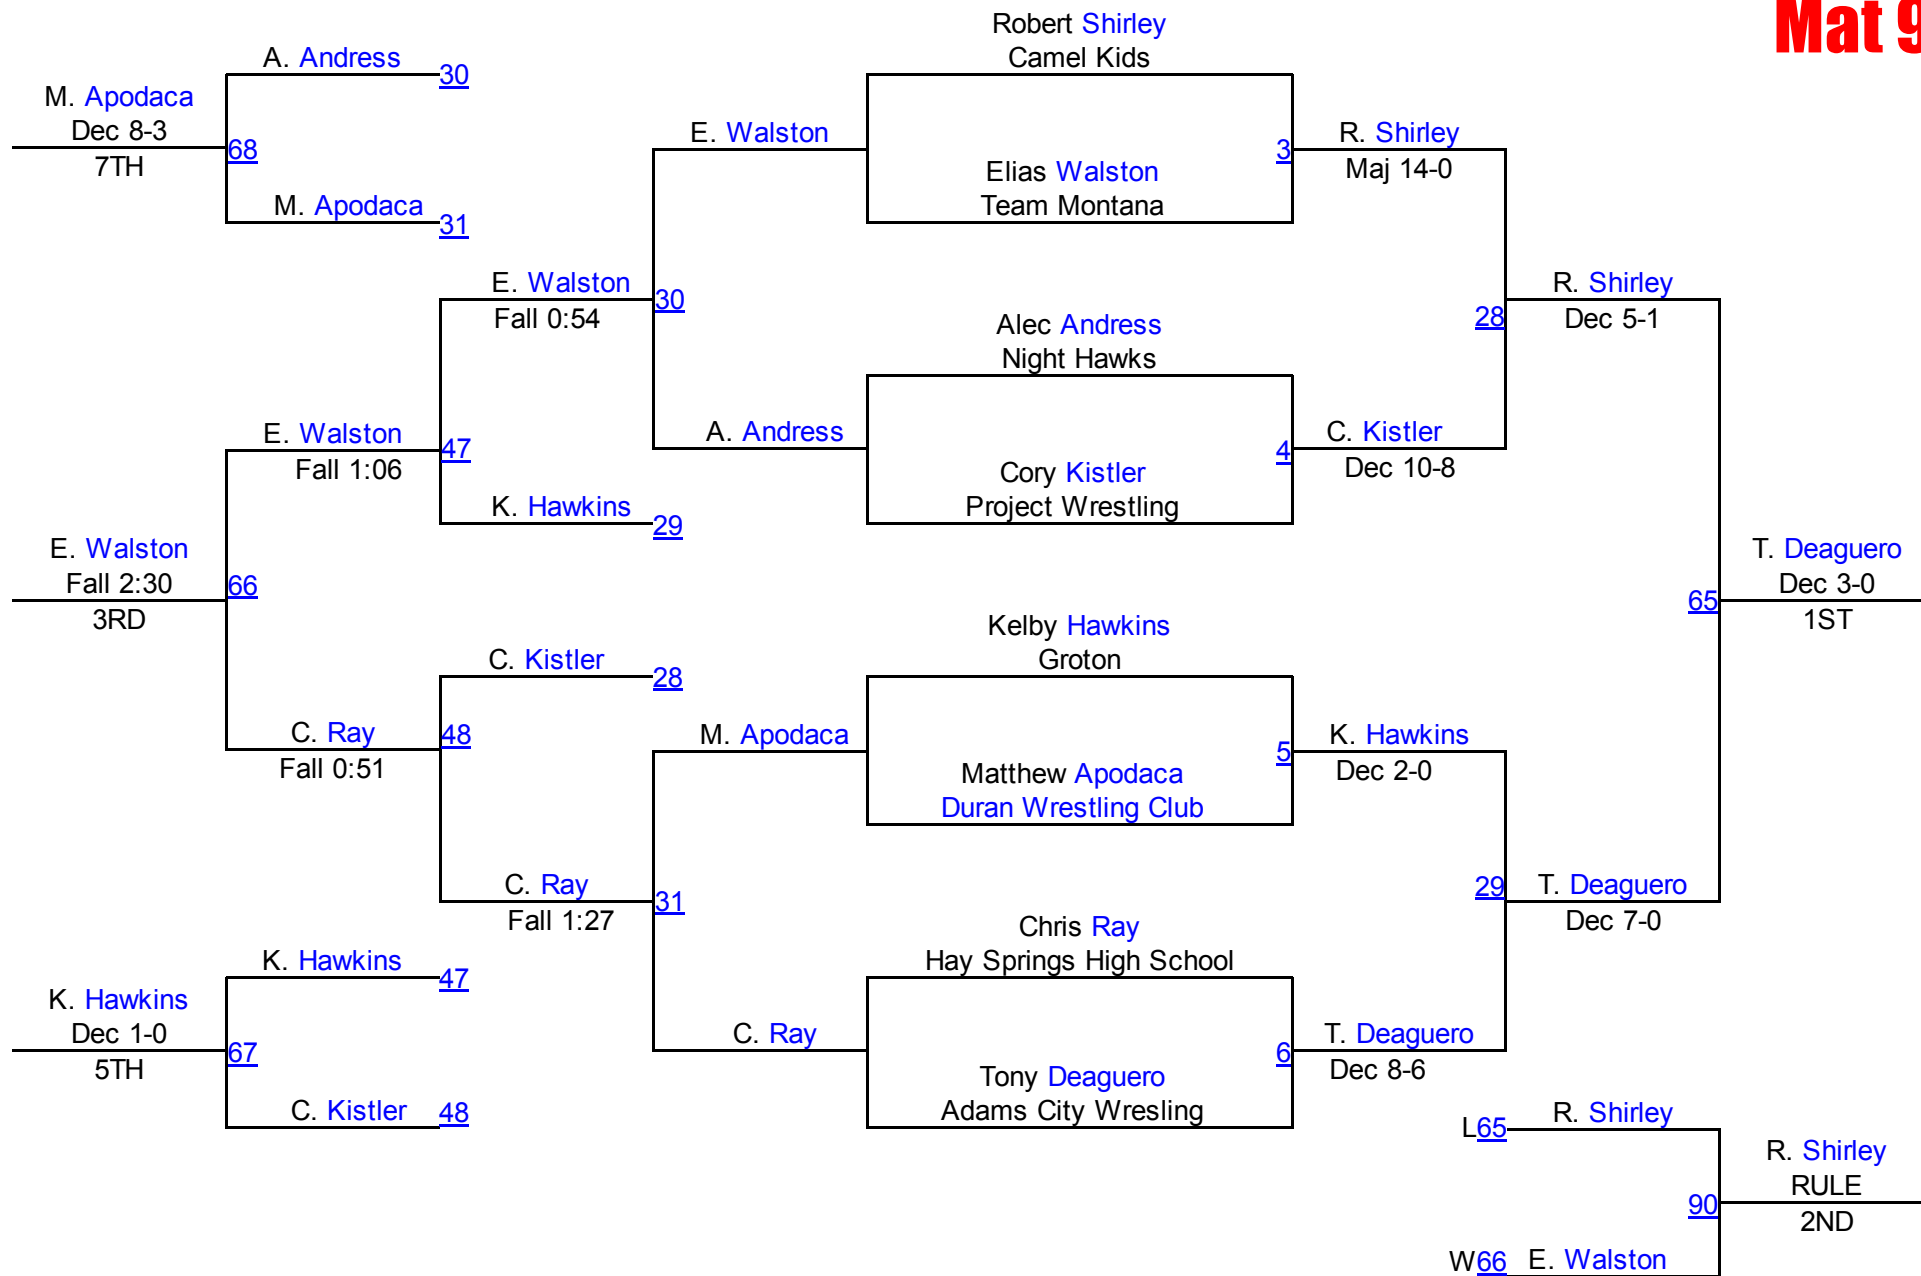 Mat 9
Robert Shirley
Camel Kids
A. Andress
30
M. Apodaca
Dec 8-3
7TH
68
M. Apodaca
31
E. Walston
Elias Walston
Team Montana
3
R. Shirley
Maj 14-0
E. Walston
Fall 0:54
30
Alec Andress
Night Hawks
28
R. Shirley
Dec 5-1
E. Walston
Fall 1:06
47
K. Hawkins
29
A. Andress
Cory Kistler
Project Wrestling
4
C. Kistler
Dec 10-8
E. Walston
Fall 2:30
3RD
66
T. Deaguero
Dec 3-0
1ST
65
Kelby Hawkins
Groton
C. Kistler
28
C. Ray
Fall 0:51
48
M. Apodaca
Matthew Apodaca
Duran Wrestling Club
5
K. Hawkins
Dec 2-0
C. Ray
Fall 1:27
31
29
T. Deaguero
Dec 7-0
Chris Ray
Hay Springs High School
K. Hawkins
47
K. Hawkins
Dec 1-0
5TH
67
C. Kistler
48
C. Ray
Tony Deaguero
Adams City Wresling
6
T. Deaguero
Dec 8-6
L65
R. Shirley
R. Shirley
RULE
2ND
90
W66
E. Walston